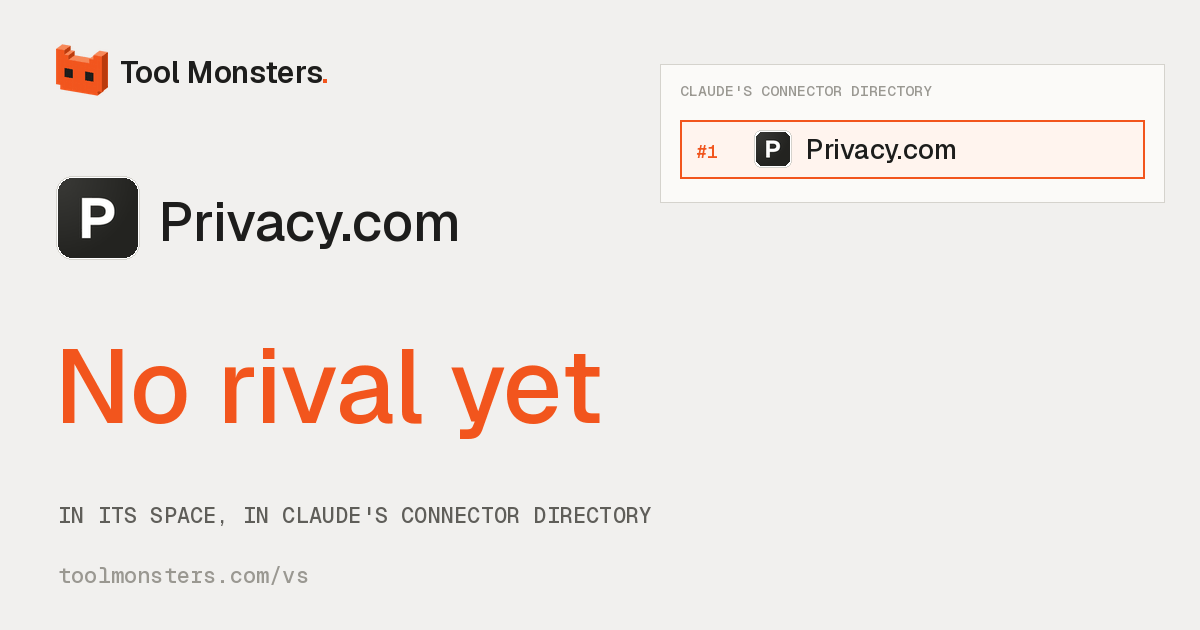 Tool Monsters.
P Privacy.com
No rival yet
IN ITS SPACE, IN CLAUDE'S CONNECTOR DIRECTORY
toolmonsters.com/vs
CLAUDE'S CONNECTOR DIRECTORY
#1 P Privacy.com